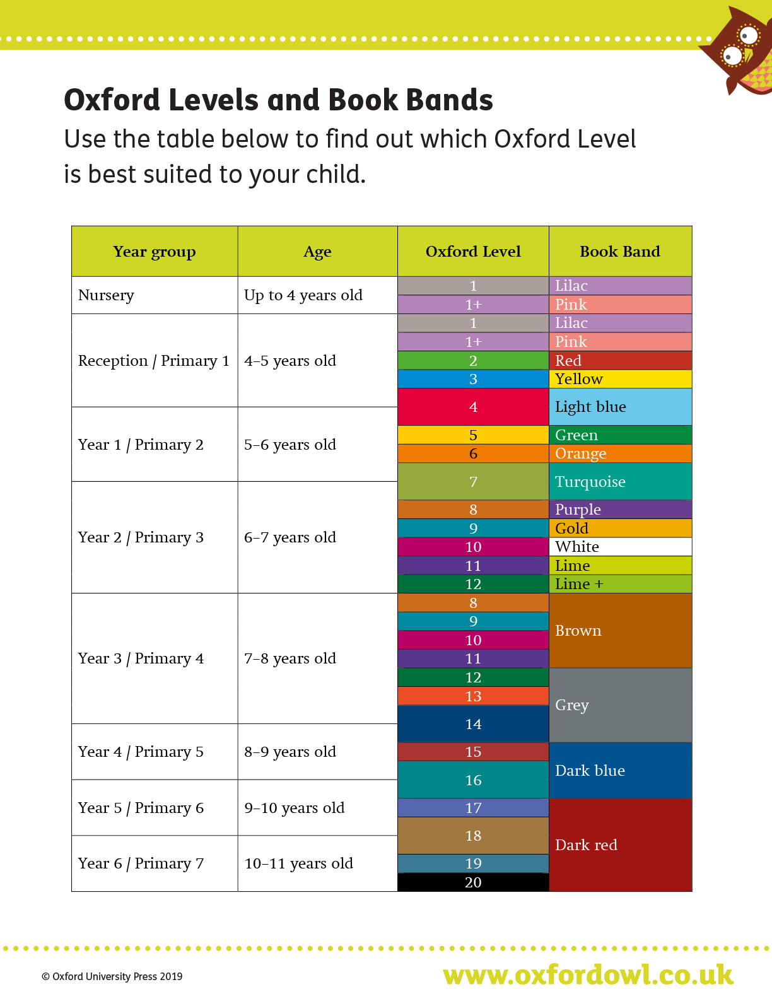 Oxford Levels and Book Bands
Use the table below to find out which Oxford Level
is best suited to your child.
Year group Age Oxford Level Book Band
Nursery Up to 4 years old 1 Lilac
1+ Pink
Reception / Primary 1 4–5 years old 1 Lilac
1+ Pink
2 Red
3 Yellow
4 Light blue
Year 1 / Primary 2 5–6 years old 5 Green
6 Orange
7 Turquoise
Year 2 / Primary 3 6–7 years old 8 Purple
9 Gold
10 White
11 Lime
12 Lime +
Year 3 / Primary 4 7–8 years old 8 Brown
9
10
11
12 Grey
13
14
Year 4 / Primary 5 8–9 years old 15 Dark blue
16
Year 5 / Primary 6 9–10 years old 17 Dark red
18
Year 6 / Primary 7 10–11 years old 19
20
© Oxford University Press 2019
www.oxfordowl.co.uk